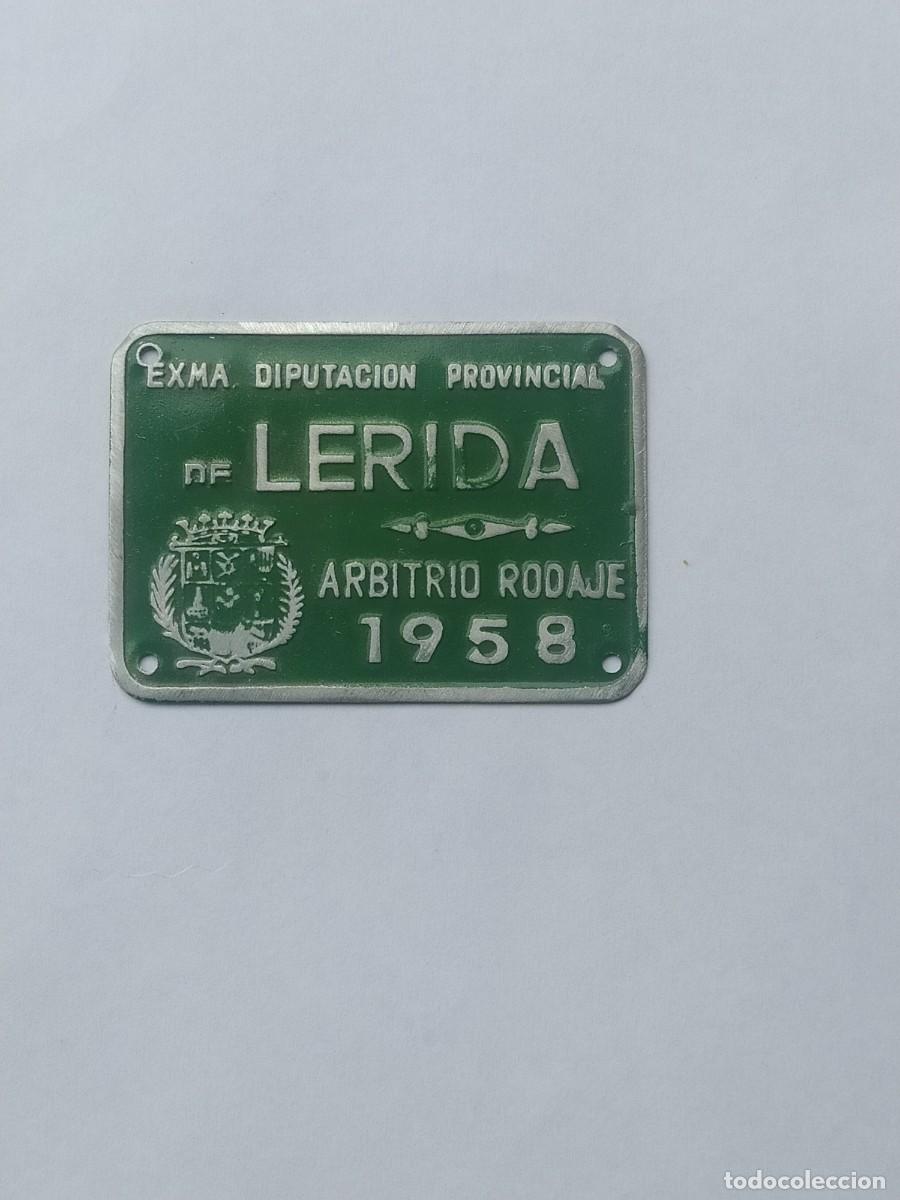 EXMA. DIPUTACION PROVINCIAL
DE LERIDA
ARBITRIO RODAJE
1958
todocoleccion